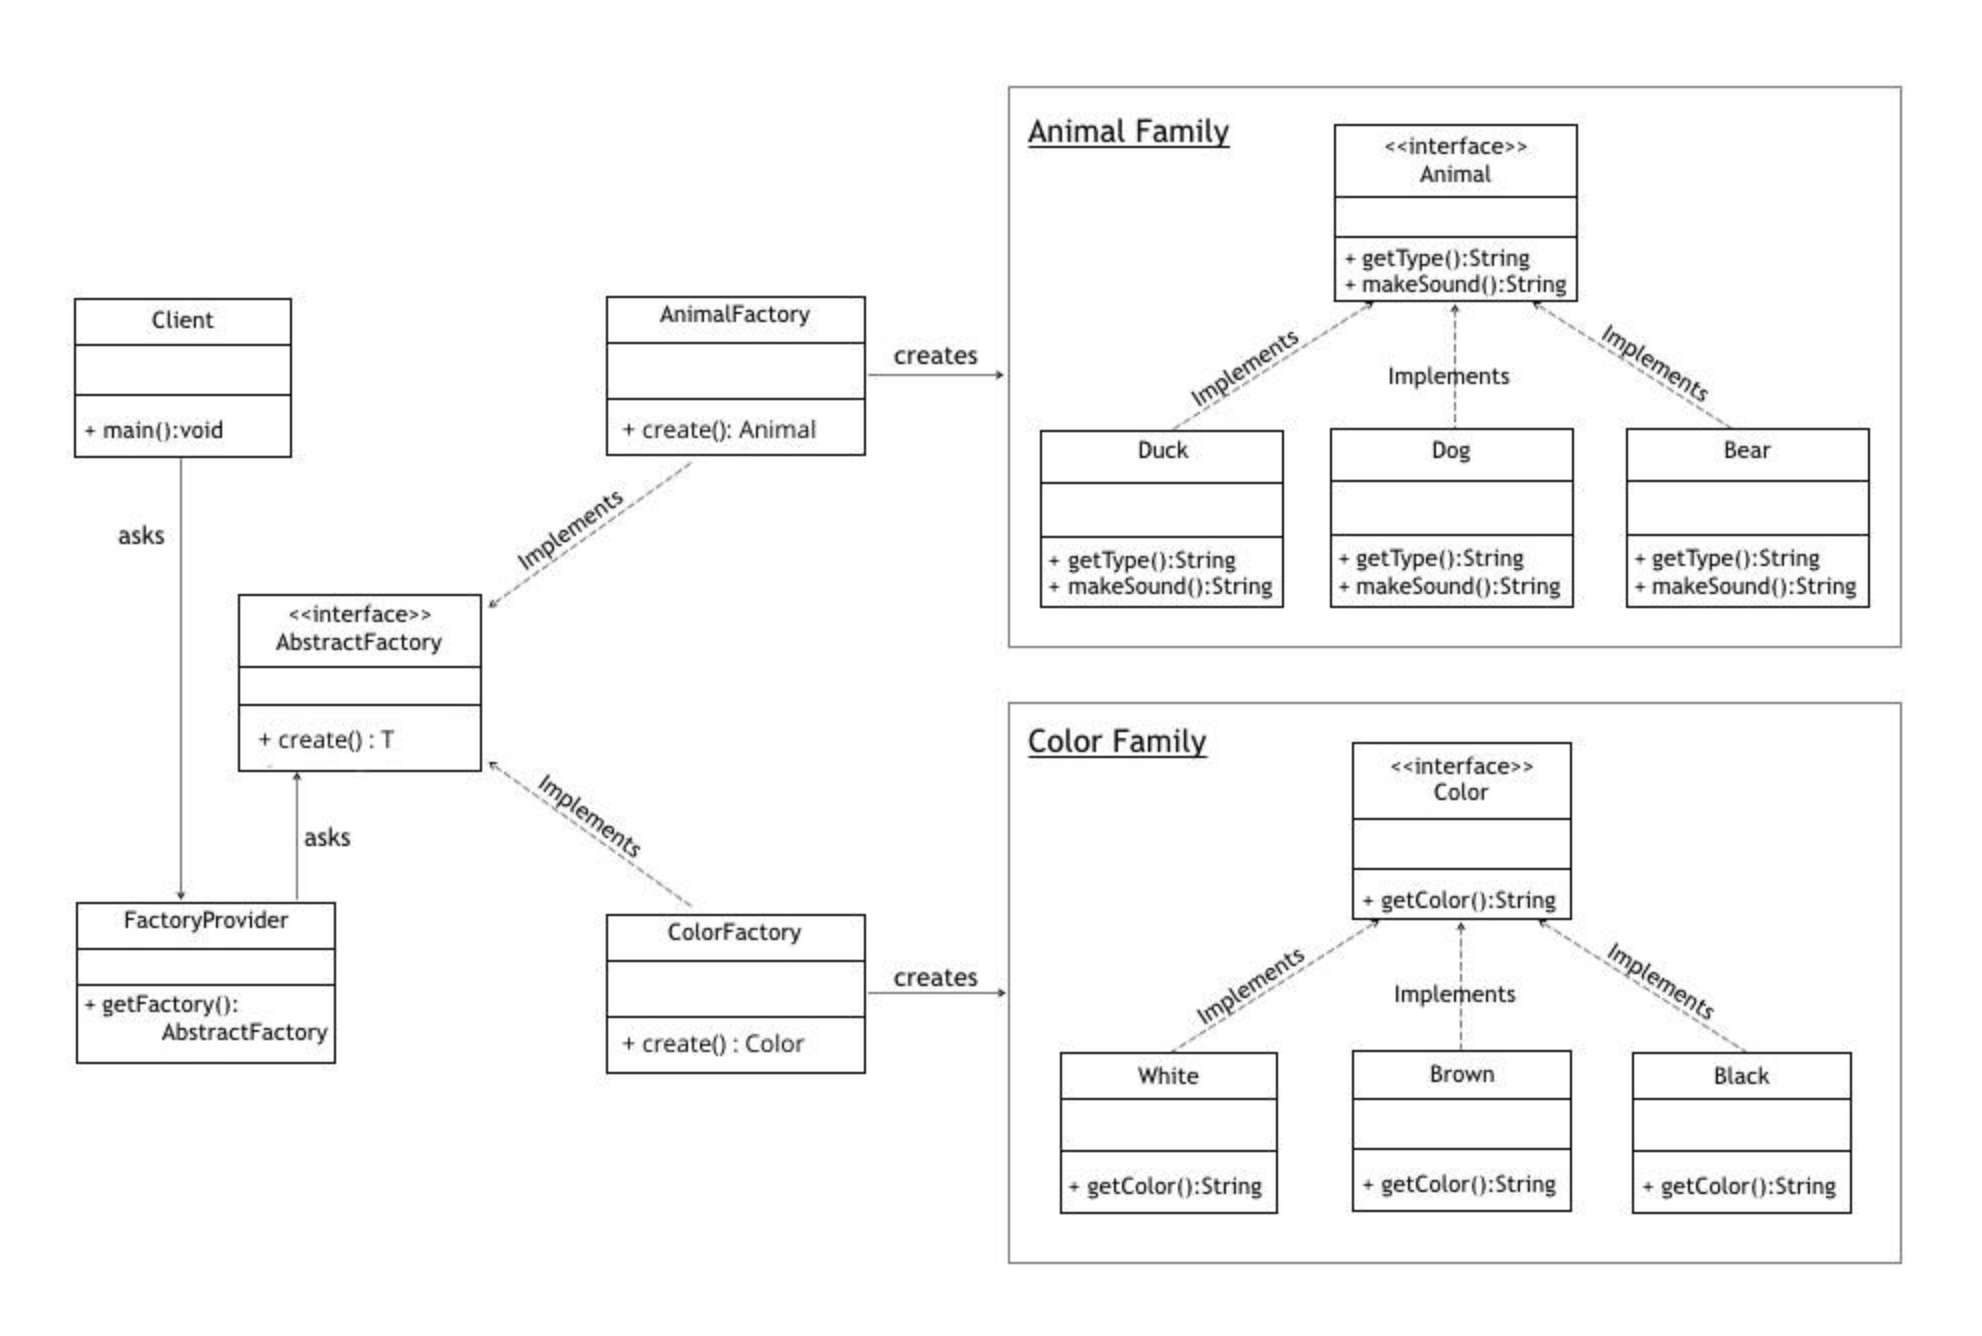 Client
+ main():void
asks
<<interface>>
AbstractFactory
+ create() : T
asks
FactoryProvider
+ getFactory():
AbstractFactory
AnimalFactory
+ create(): Animal
Implements
creates
Implements
ColorFactory
+ create() : Color
creates
Animal Family
<<interface>>
Animal
+ getType():String
+ makeSound():String
Implements
Implements
Implements
Duck
+ getType():String
+ makeSound():String
Dog
+ getType():String
+ makeSound():String
Bear
+ getType():String
+ makeSound():String
Color Family
<<interface>>
Color
+ getColor():String
Implements
Implements
Implements
White
+ getColor():String
Brown
+ getColor():String
Black
+ getColor():String